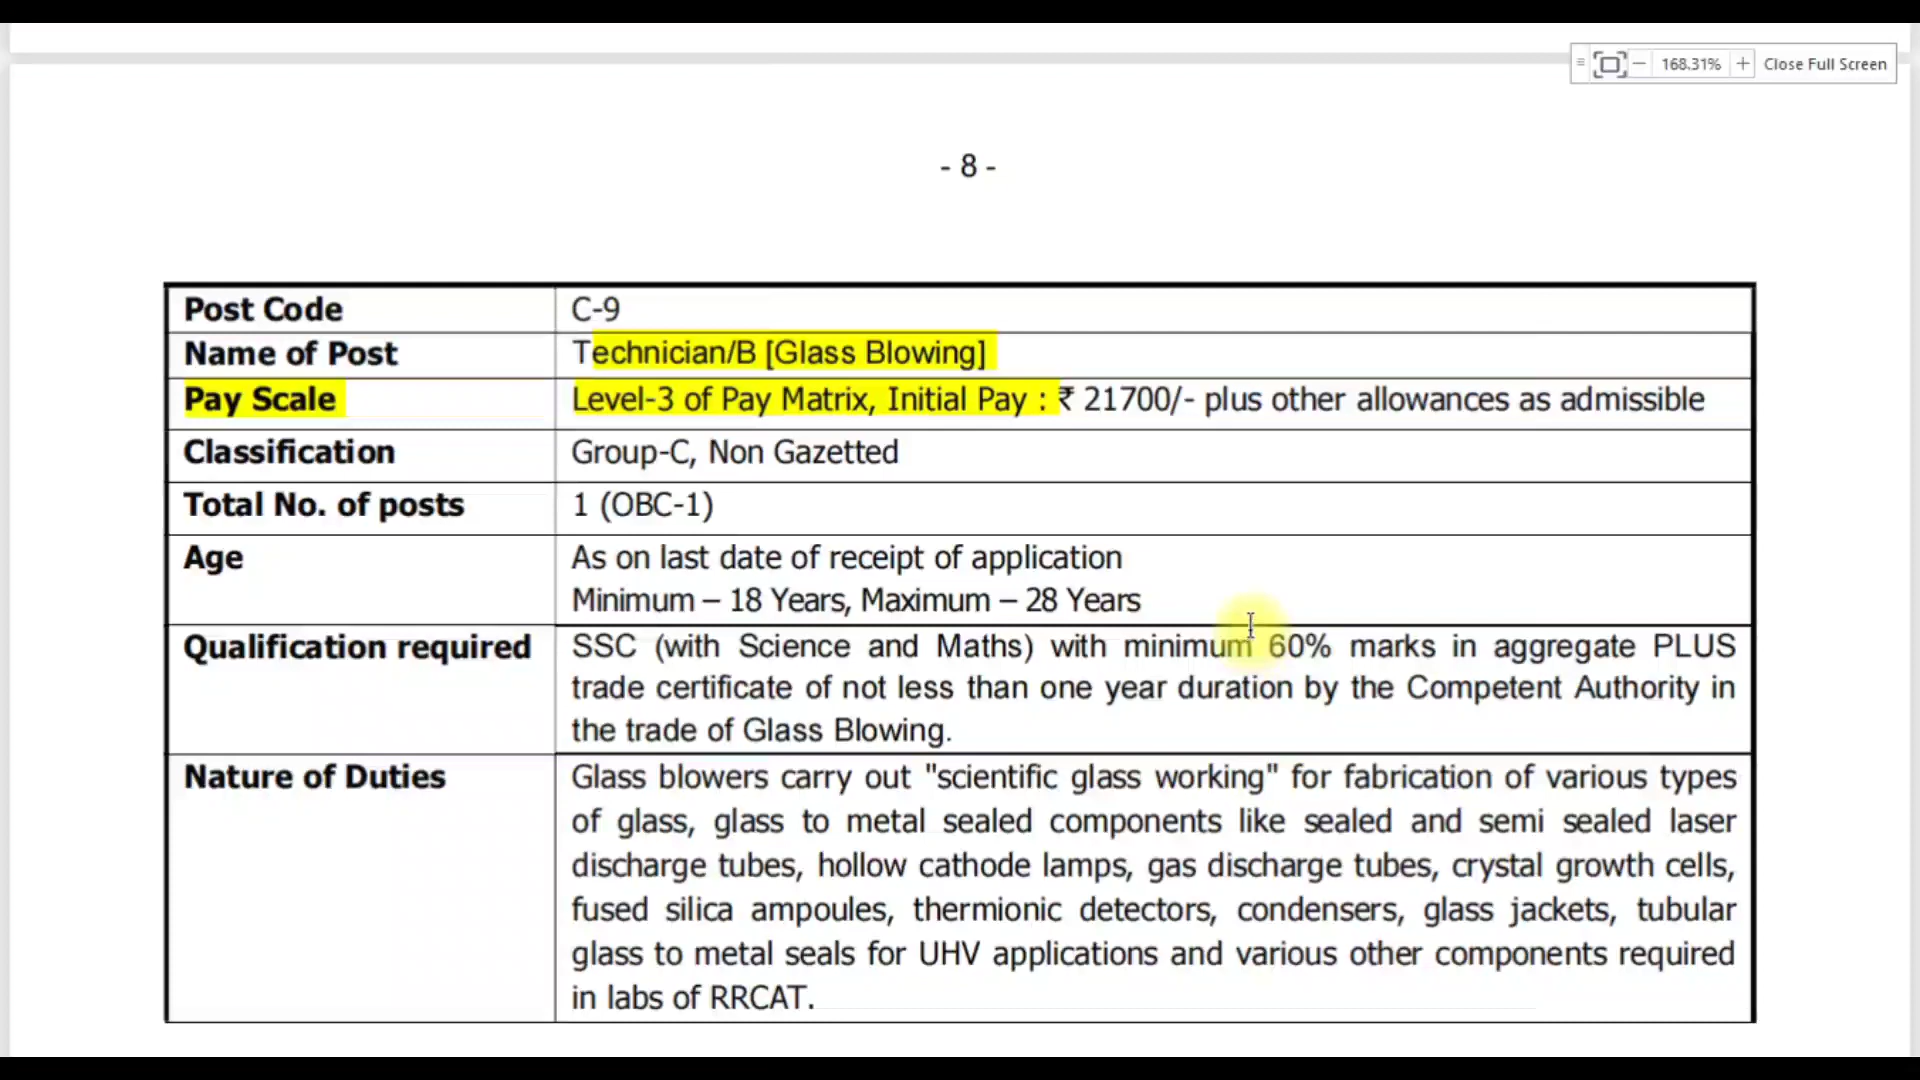 168.31% Close Full Screen
- 8 -
Post Code C-9
Name of Post Technician/B [Glass Blowing]
Pay Scale Level-3 of Pay Matrix, Initial Pay : ₹ 21700/- plus other allowances as admissible
Classification Group-C, Non Gazetted
Total No. of posts 1 (OBC-1)
Age As on last date of receipt of application
Minimum – 18 Years, Maximum – 28 Years
Qualification required SSC (with Science and Maths) with minimum 60% marks in aggregate PLUS
trade certificate of not less than one year duration by the Competent Authority in
the trade of Glass Blowing.
Nature of Duties Glass blowers carry out "scientific glass working" for fabrication of various types
of glass, glass to metal sealed components like sealed and semi sealed laser
discharge tubes, hollow cathode lamps, gas discharge tubes, crystal growth cells,
fused silica ampoules, thermionic detectors, condensers, glass jackets, tubular
glass to metal seals for UHV applications and various other components required
in labs of RRCAT.